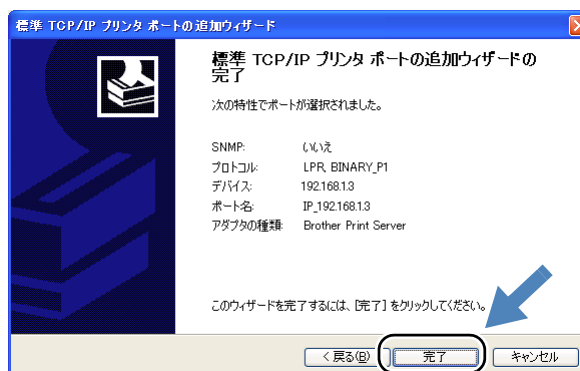 標準 TCP/IP プリンタ ポートの追加ウィザード
標準 TCP/IP プリンタ ポートの追加ウィザードの
完了
次の特性でポートが選択されました。
SNMP: いいえ
プロトコル: LPR, BINARY_P1
デバイス: 192.168.1.3
ポート名: IP_192.168.1.3
アダプタの種類: Brother Print Server
このウィザードを完了するには、[完了] をクリックしてください。
< 戻る(B) 完了 キャンセル